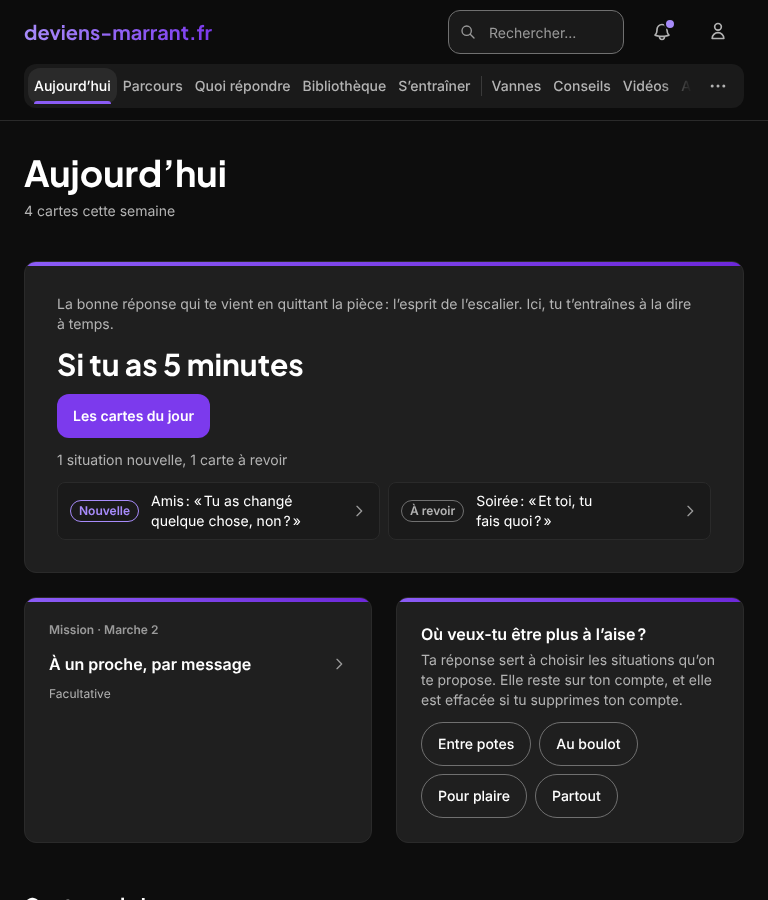 deviens-marrant.fr
Rechercher…
Aujourd’hui
Parcours
Quoi répondre
Bibliothèque
S’entraîner
Vannes
Conseils
Vidéos
Aujourd’hui
4 cartes cette semaine
La bonne réponse qui te vient en quittant la pièce : l’esprit de l’escalier. Ici, tu t’entraînes à la dire
à temps.
Si tu as 5 minutes
Les cartes du jour
1 situation nouvelle, 1 carte à revoir
Nouvelle
Amis : « Tu as changé
quelque chose, non ? »
À revoir
Soirée : « Et toi, tu
fais quoi ? »
Mission · Marche 2
À un proche, par message
Facultative
Où veux-tu être plus à l’aise ?
Ta réponse sert à choisir les situations qu’on
te propose. Elle reste sur ton compte, et elle
est effacée si tu supprimes ton compte.
Entre potes
Au boulot
Pour plaire
Partout